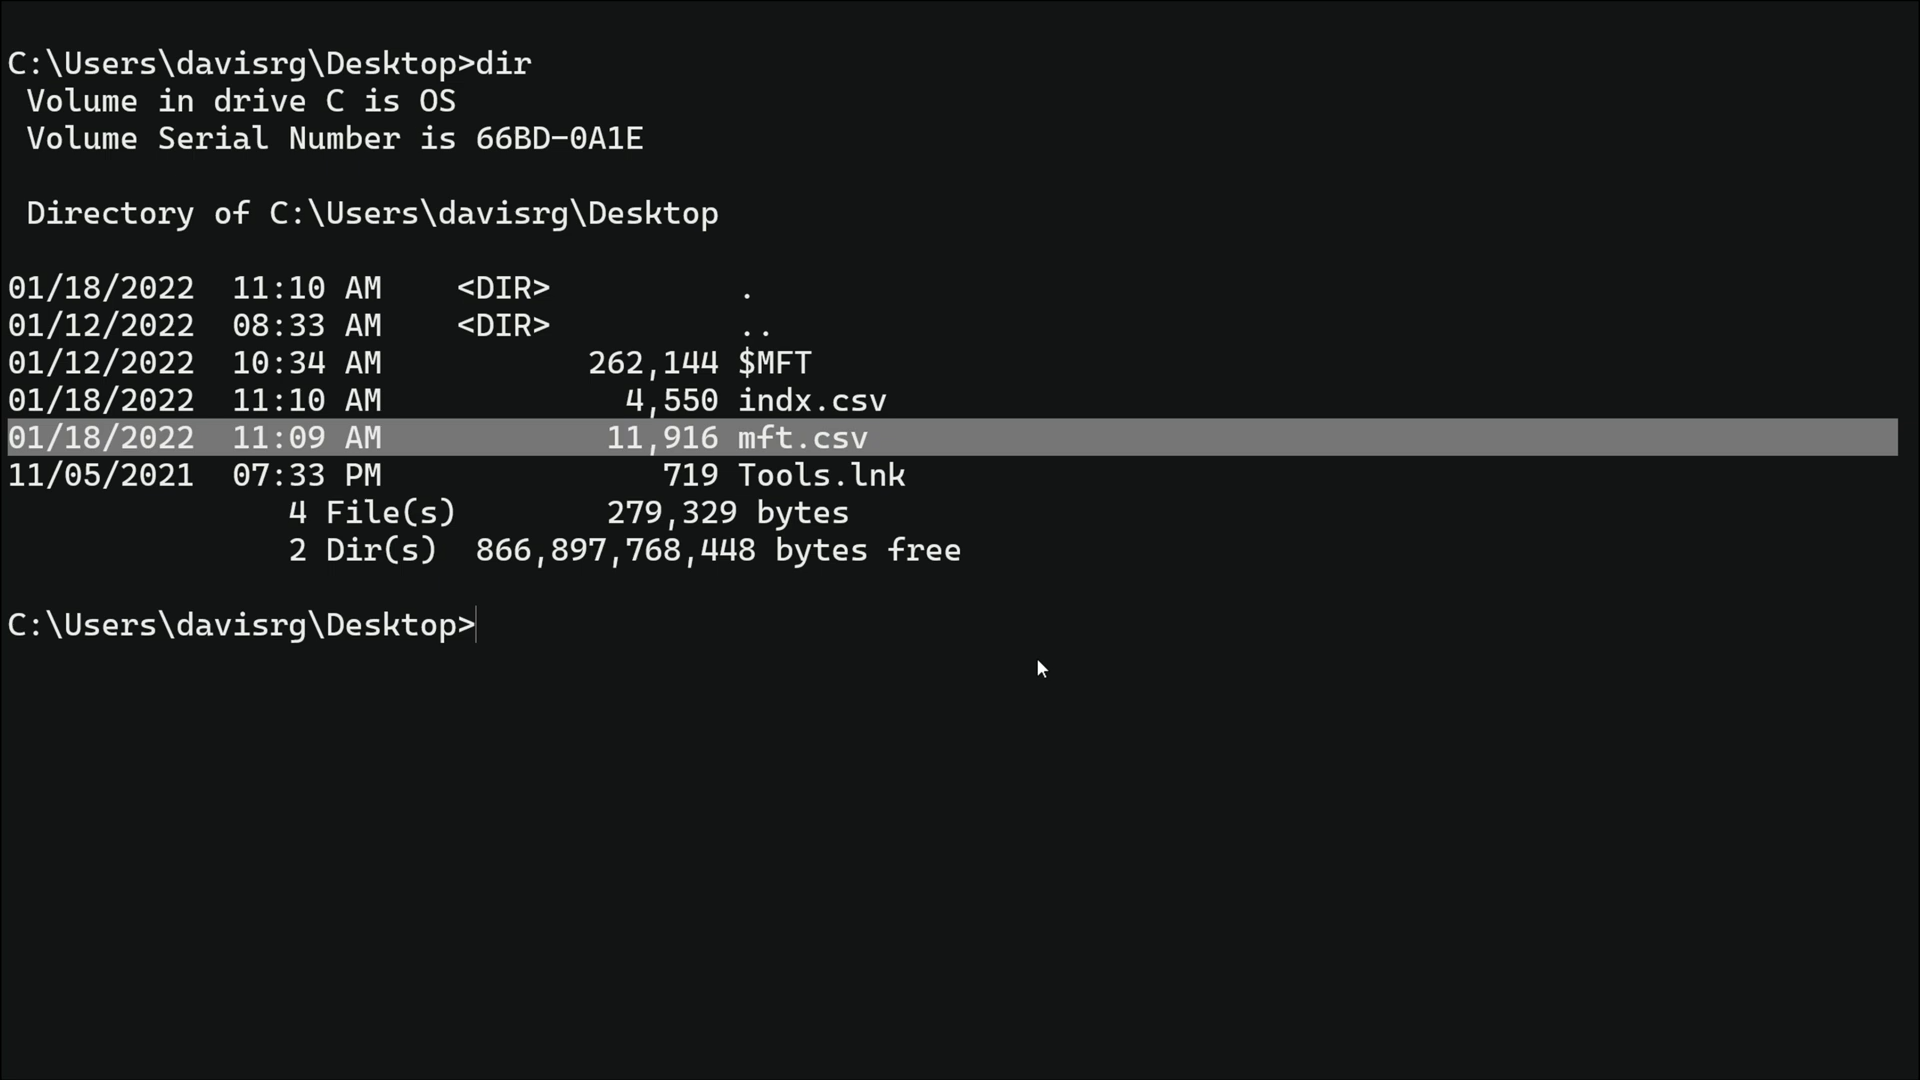 C:\Users\davisrg\Desktop>dir
 Volume in drive C is OS
 Volume Serial Number is 66BD-0A1E

 Directory of C:\Users\davisrg\Desktop

01/18/2022  11:10 AM    <DIR>          .
01/12/2022  08:33 AM    <DIR>          ..
01/12/2022  10:34 AM           262,144 $MFT
01/18/2022  11:10 AM             4,550 indx.csv
01/18/2022  11:09 AM            11,916 mft.csv
11/05/2021  07:33 PM               719 Tools.lnk
               4 File(s)        279,329 bytes
               2 Dir(s)  866,897,768,448 bytes free

C:\Users\davisrg\Desktop>